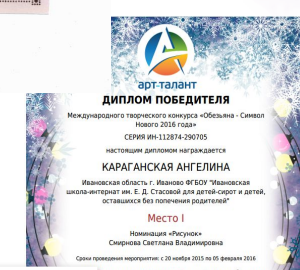 арт-талант
ДИПЛОМ ПОБЕДИТЕЛЯ
Международного творческого конкурса «Обезьяна - Символ
Нового 2016 года»
СЕРИЯ ИН-112874-290705
настоящим дипломом награждается
КАРАГАНСКАЯ АНГЕЛИНА
Ивановская область г. Иваново ФГБОУ "Ивановская
школа-интернат им. Е. Д. Стасовой для детей-сирот и детей,
оставшихся без попечения родителей"
Место I
Номинация «Рисунок»
Смирнова Светлана Владимировна
Сроки проведения мероприятия: с 20 ноября 2015 по 05 февраля 2016